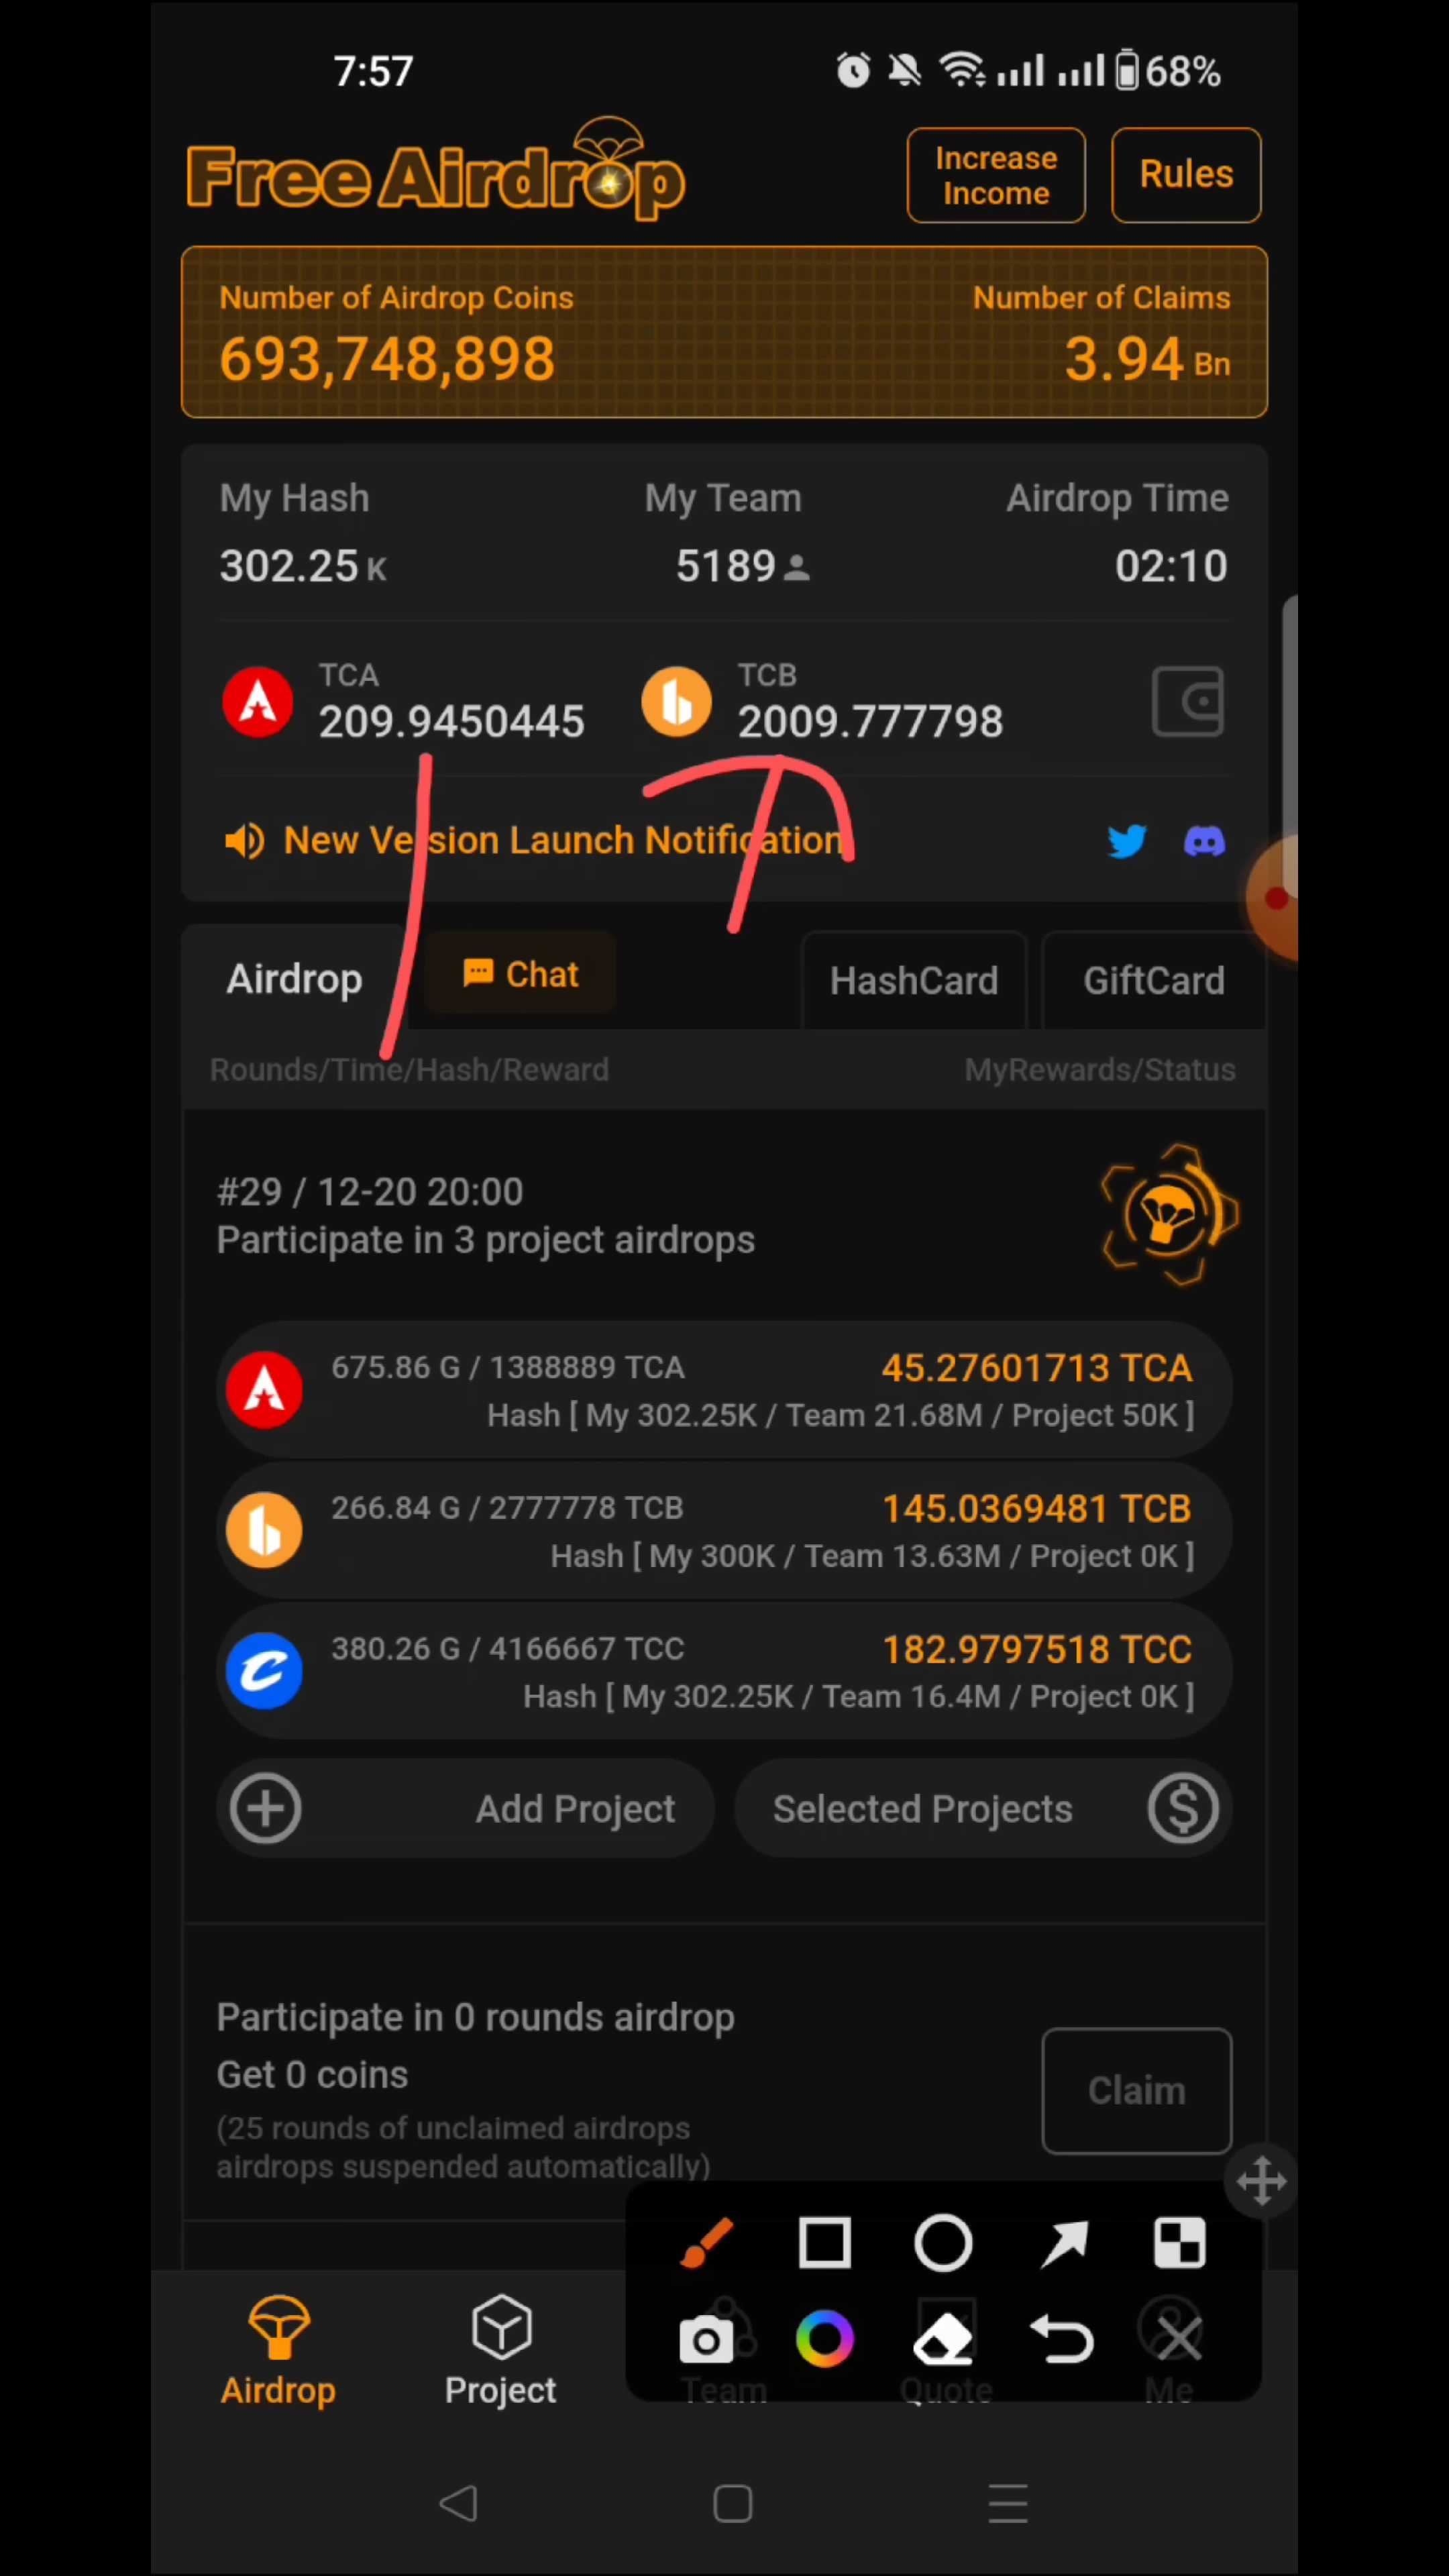 7:57 68%
Free Airdrop
Increase Income
Rules
Number of Airdrop Coins Number of Claims
693,748,898 3.94 Bn
My Hash My Team Airdrop Time
302.25 K 5189 02:10
TCA TCB
209.9450445 2009.777798
New Version Launch Notification
Airdrop Chat HashCard GiftCard
Rounds/Time/Hash/Reward MyRewards/Status
#29 / 12-20 20:00
Participate in 3 project airdrops
675.86 G / 1388889 TCA 45.27601713 TCA
Hash [ My 302.25K / Team 21.68M / Project 50K ]
266.84 G / 2777778 TCB 145.0369481 TCB
Hash [ My 300K / Team 13.63M / Project 0K ]
380.26 G / 4166667 TCC 182.9797518 TCC
Hash [ My 302.25K / Team 16.4M / Project 0K ]
Add Project Selected Projects
Participate in 0 rounds airdrop
Get 0 coins
Claim
(25 rounds of unclaimed airdrops
airdrops suspended automatically)
Airdrop Project Team Quote Me